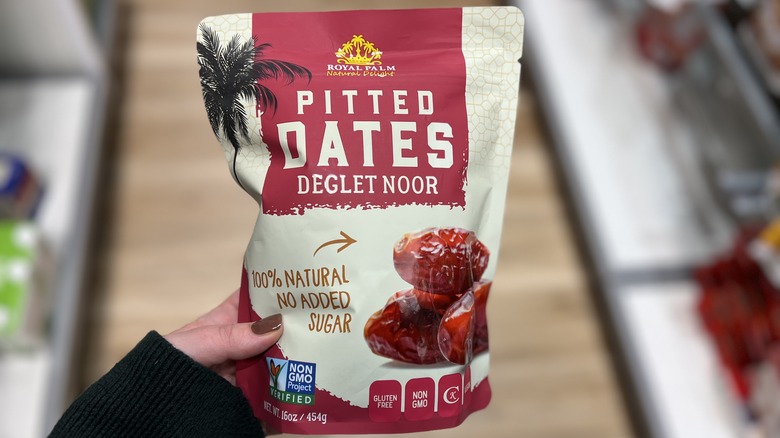 ROYAL PALM
Natural Delight
PITTED
DATES
DEGLET NOOR
100% NATURAL
NO ADDED
SUGAR
NON
GMO
Project
VERIFIED
GLUTEN
FREE
NON
GMO
NET WT. 16oz / 454g